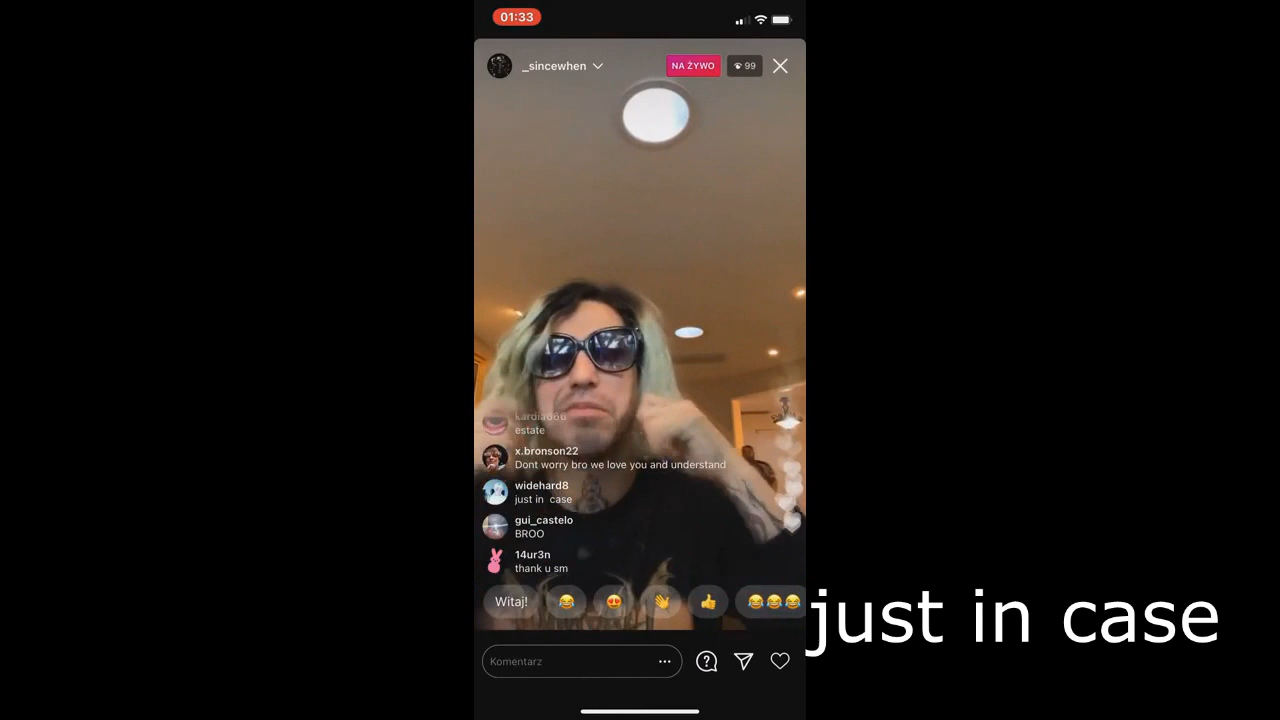 01:33
_sincewhen
NA ŻYWO
99
kardia666
estate
x.bronson22
Dont worry bro we love you and understand
widehard8
just in case
gui_castelo
BROO
14ur3n
thank u sm
Witaj!
just in case
Komentarz